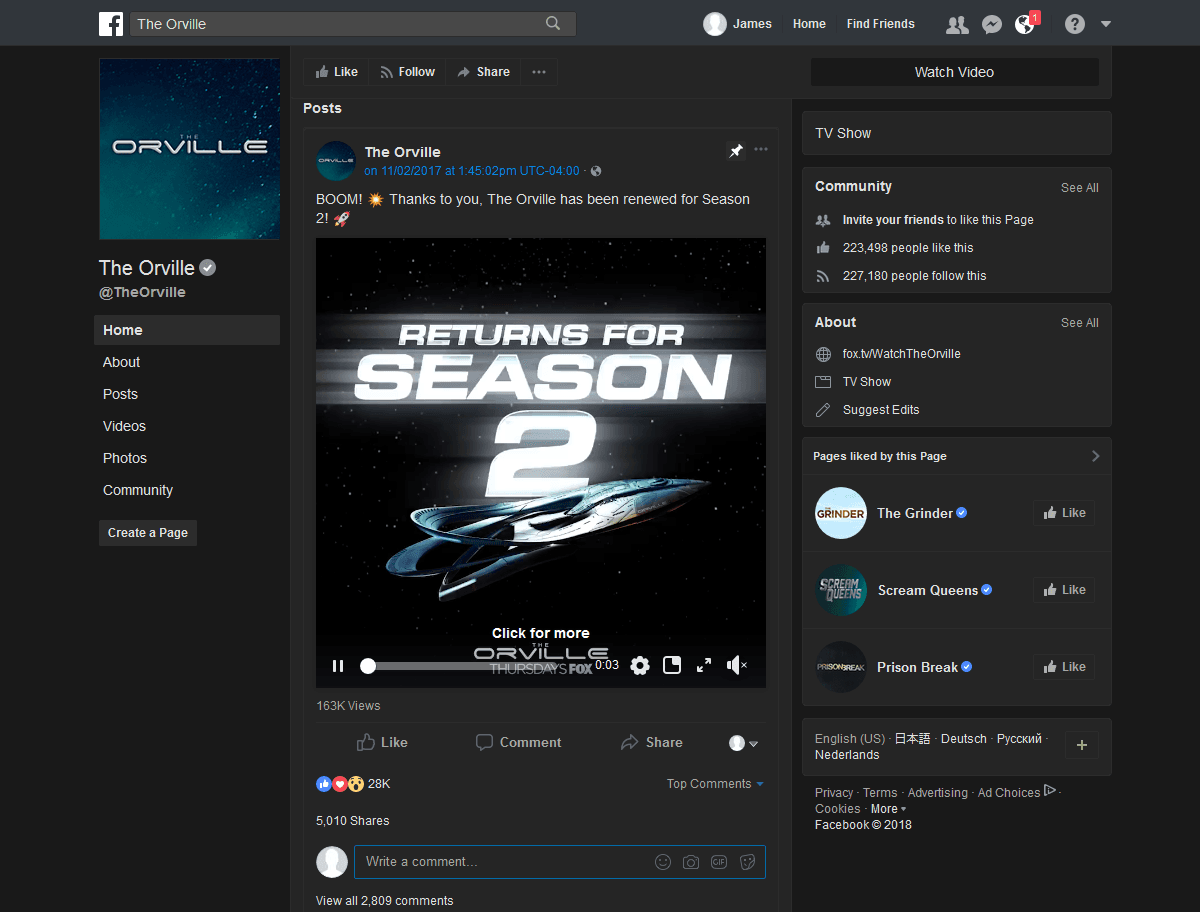 The Orville
James
Home
Find Friends
1
THE
ORVILLE
The Orville
@TheOrville
Home
About
Posts
Videos
Photos
Community
Create a Page
Like
Follow
Share
Posts
ORVILLE
The Orville
on 11/02/2017 at 1:45:02pm UTC-04:00 ·
BOOM! 💥 Thanks to you, The Orville has been renewed for Season
2! 🚀
RETURNS FOR
SEASON
2
Click for more
THE
ORVILLE
THURSDAYS FOX
0:03
163K Views
Like
Comment
Share
28K
Top Comments
5,010 Shares
Write a comment...
GIF
View all 2,809 comments
Watch Video
TV Show
Community
See All
Invite your friends to like this Page
223,498 people like this
227,180 people follow this
About
See All
fox.tv/WatchTheOrville
TV Show
Suggest Edits
Pages liked by this Page
GRINDER
The Grinder
Like
SCREAM
QUEENS
Scream Queens
Like
PRISON BREAK
Prison Break
Like
English (US) · 日本語 · Deutsch · Русский ·
Nederlands
Privacy · Terms · Advertising · Ad Choices ·
Cookies · More
Facebook © 2018